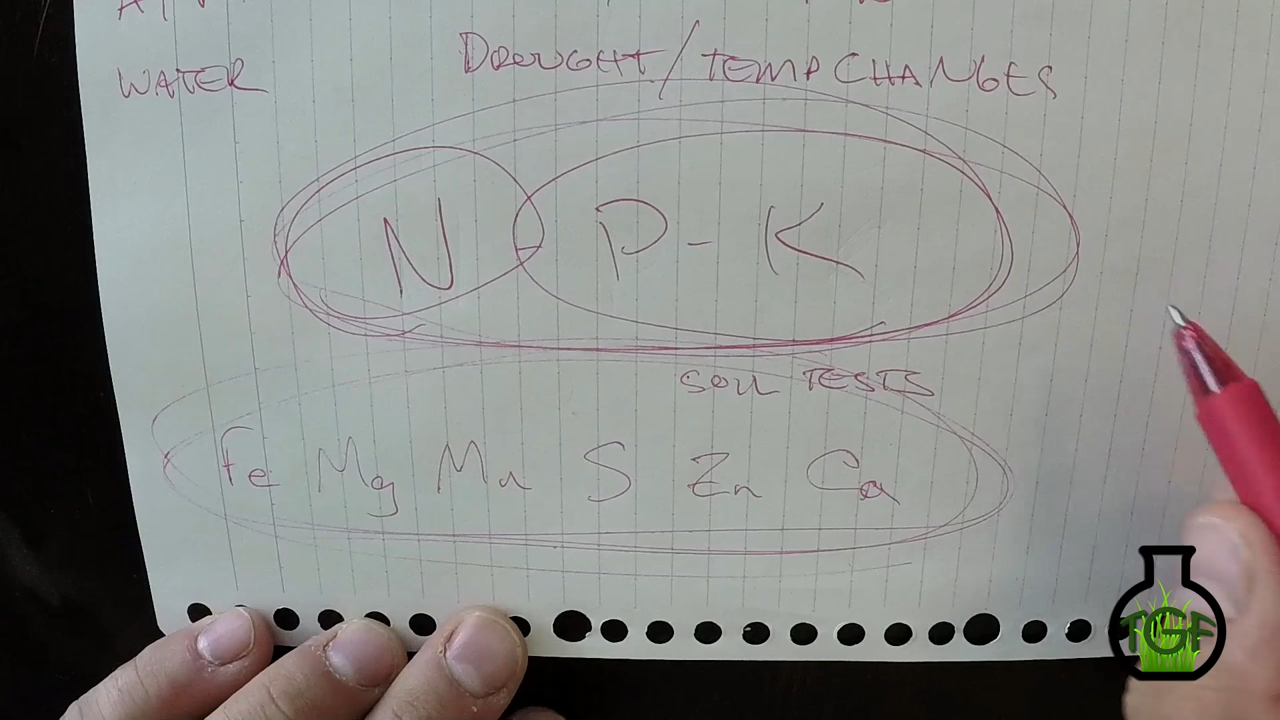 WATER
DROUGHT/TEMP CHANGES
N P-K
SOIL TESTS
Fe Mg Mn S Zn Ca
TGF